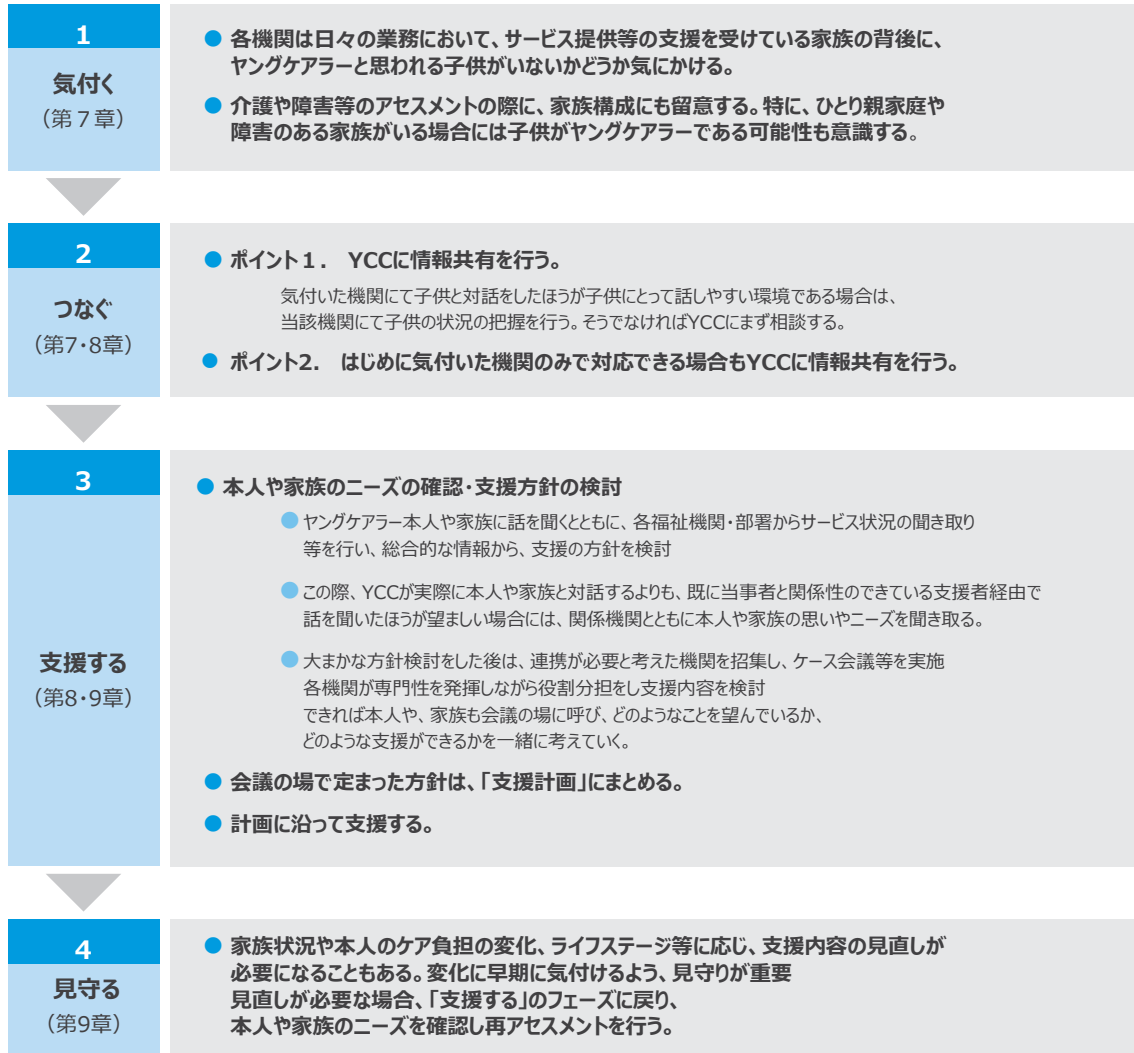 1
気付く
（第７章）
● 各機関は日々の業務において、サービス提供等の支援を受けている家族の背後に、
ヤングケアラーと思われる子供がいないかどうか気にかける。
● 介護や障害等のアセスメントの際に、家族構成にも留意する。特に、ひとり親家庭や
障害のある家族がいる場合には子供がヤングケアラーである可能性も意識する。
2
つなぐ
（第7・8章）
● ポイント１． YCCに情報共有を行う。
気付いた機関にて子供と対話をしたほうが子供にとって話しやすい環境である場合は、
当該機関にて子供の状況の把握を行う。そうでなければYCCにまず相談する。
● ポイント2． はじめに気付いた機関のみで対応できる場合もYCCに情報共有を行う。
3
支援する
（第8・9章）
● 本人や家族のニーズの確認・支援方針の検討
● ヤングケアラー本人や家族に話を聞くとともに、各福祉機関・部署からサービス状況の聞き取り
等を行い、総合的な情報から、支援の方針を検討
● この際、YCCが実際に本人や家族と対話するよりも、既に当事者と関係性のできている支援者経由で
話を聞いたほうが望ましい場合には、関係機関とともに本人や家族の思いやニーズを聞き取る。
● 大まかな方針検討をした後は、連携が必要と考えた機関を招集し、ケース会議等を実施
各機関が専門性を発揮しながら役割分担をし支援内容を検討
できれば本人や、家族も会議の場に呼び、どのようなことを望んでいるか、
どのような支援ができるかを一緒に考えていく。
● 会議の場で定まった方針は、「支援計画」にまとめる。
● 計画に沿って支援する。
4
見守る
（第9章）
● 家族状況や本人のケア負担の変化、ライフステージ等に応じ、支援内容の見直しが
必要になることもある。変化に早期に気付けるよう、見守りが重要
見直しが必要な場合、「支援する」のフェーズに戻り、
本人や家族のニーズを確認し再アセスメントを行う。